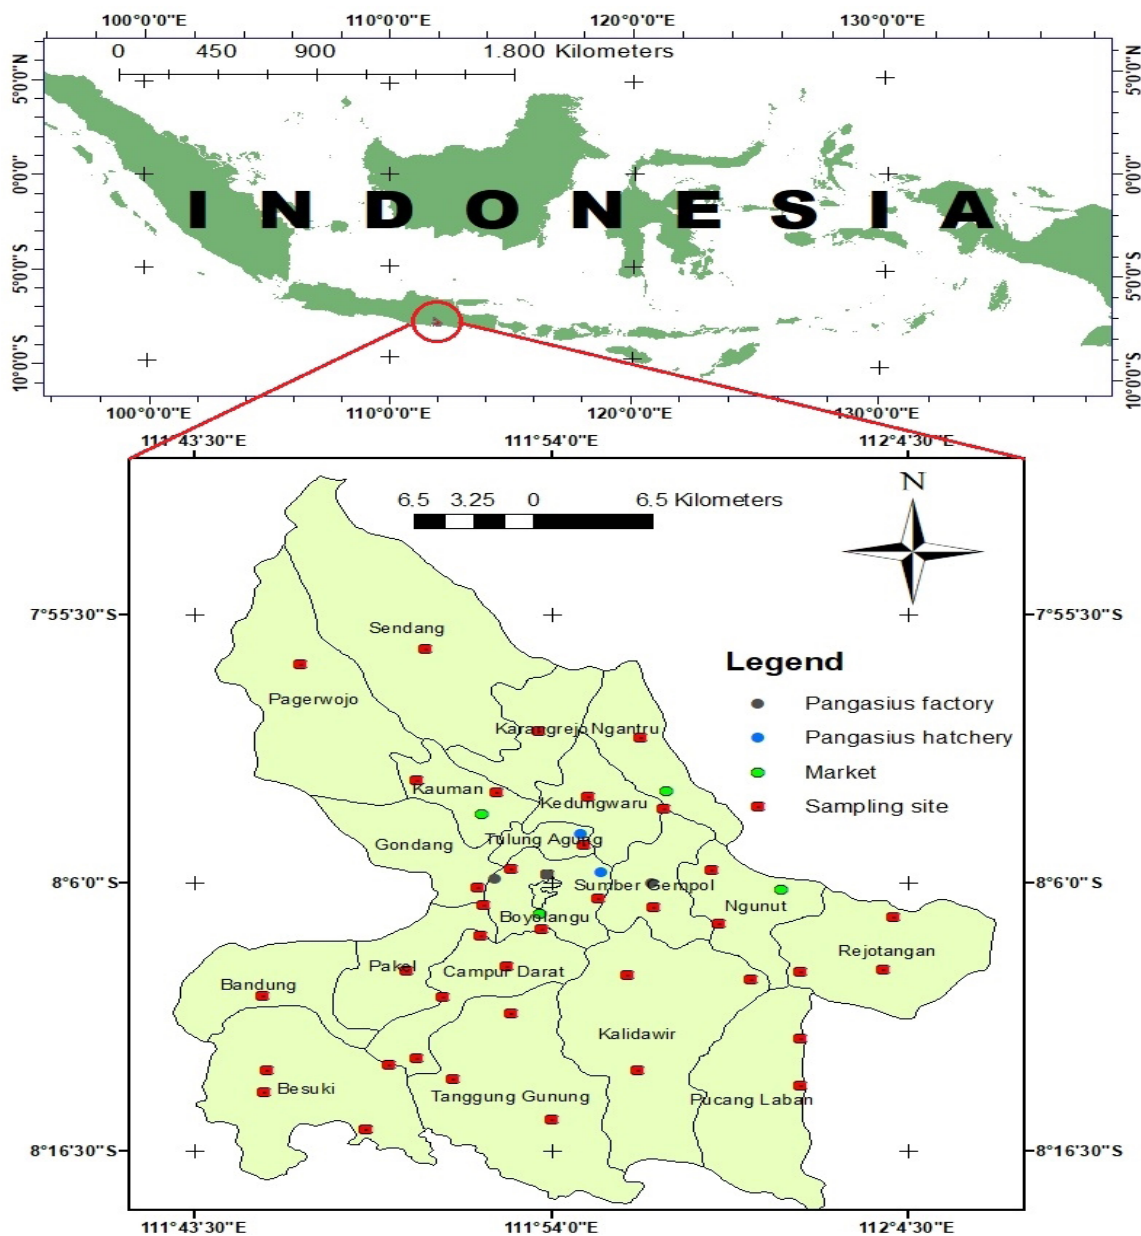 100°0'0"E 110°0'0"E 120°0'0"E 130°0'0"E
0 450 900 1.800 Kilometers
5°0'0"N 5°0'0"N
0°0'0" 0°0'0"
INDONESIA
5°0'0"S 5°0'0"S
10°0'0"S 10°0'0"S
100°0'0"E 110°0'0"E 120°0'0"E 130°0'0"E
111°43'30"E 111°54'0"E 112°4'30"E
N
6.5 3.25 0 6.5 Kilometers
7°55'30"S 7°55'30"S
Sendang
Legend
Pagerwojo
Pangasius factory
Karangrejo Ngantru
Pangasius hatchery
Market
Kauman
Kedungwaru
Sampling site
Gondang
Tulung Agung
8°6'0"S 8°6'0"S
Sumber Gempol
Ngunut
Boyolangu
Rejotangan
Pakel
Campur Darat
Bandung
Kalidawir
Besuki
Tanggung Gunung
Pucang Laban
8°16'30"S 8°16'30"S
111°43'30"E 111°54'0"E 112°4'30"E